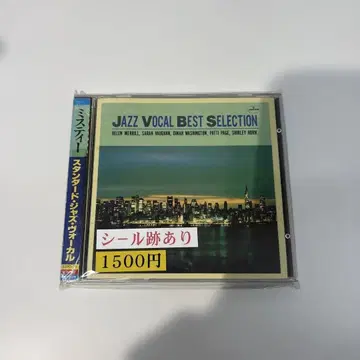 JAZZ VOCAL BEST SELECTION
HELEN MERRILL, SARAH VAUGHAN, DINAH WASHINGTON, PATTI PAGE, SHIRLEY HORN
ミスティー
スタンダード・ジャズ・ヴォーカル
シール跡あり
1500円